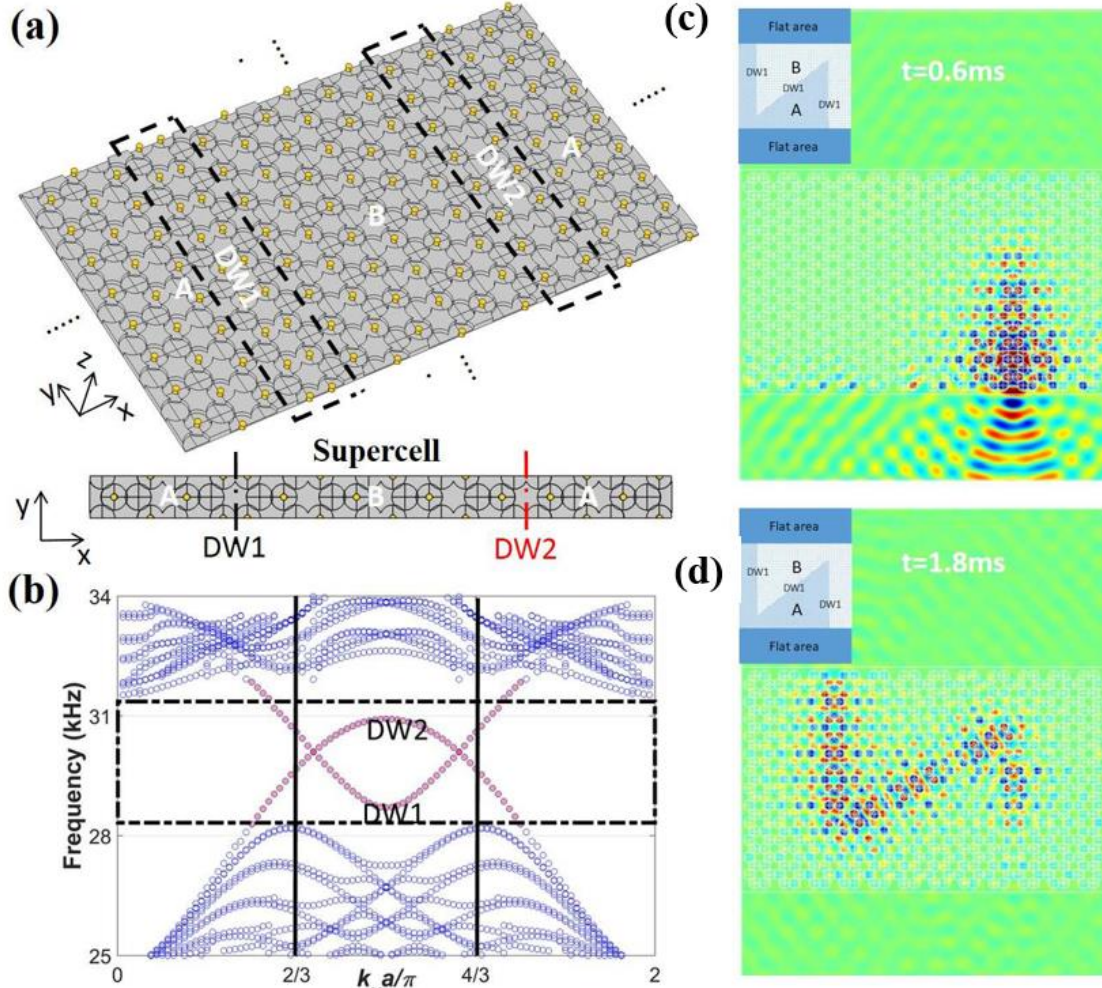 (a)
DW2
A
B
DW1
A
z
y
x
Supercell
A
B
A
y
x
DW1
DW2
(b)
34
31
28
25
Frequency (kHz)
DW2
DW1
0
2/3
k_a/π
4/3
2
(c)
Flat area
t=0.6ms
B
DW1
DW1
DW1
A
Flat area
(d)
Flat area
t=1.8ms
B
DW1
DW1
DW1
A
Flat area